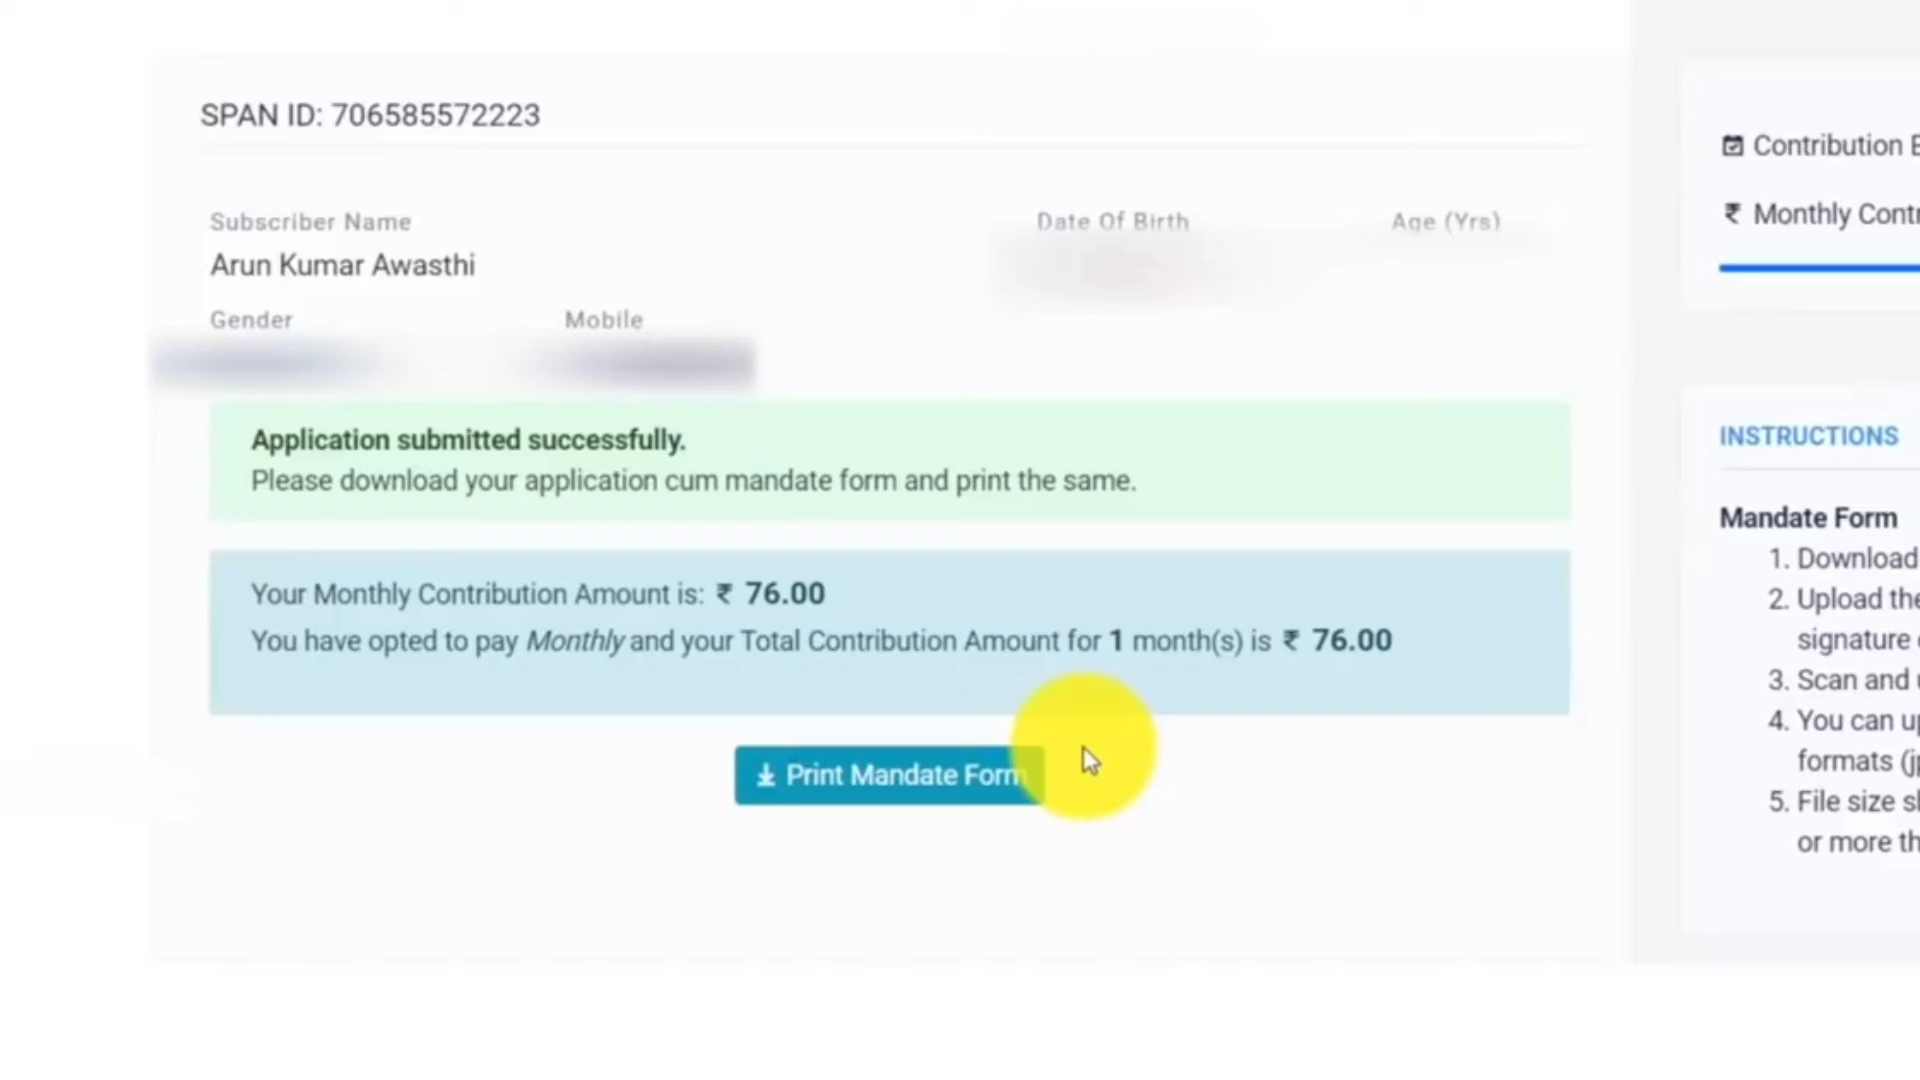 SPAN ID: 706585572223
Contribution
₹ Monthly
Subscriber Name
Date Of Birth
Age (Yrs)
Arun Kumar Awasthi
Gender
Mobile
Application submitted successfully.
Please download your application cum mandate form and print the same.
Your Monthly Contribution Amount is: ₹ 76.00
You have opted to pay Monthly and your Total Contribution Amount for 1 month(s) is ₹ 76.00
Print Mandate Form
INSTRUCTIONS
Mandate Form
1. Download
2. Upload
signature
3. Scan and
4. You can
formats
5. File size
or more